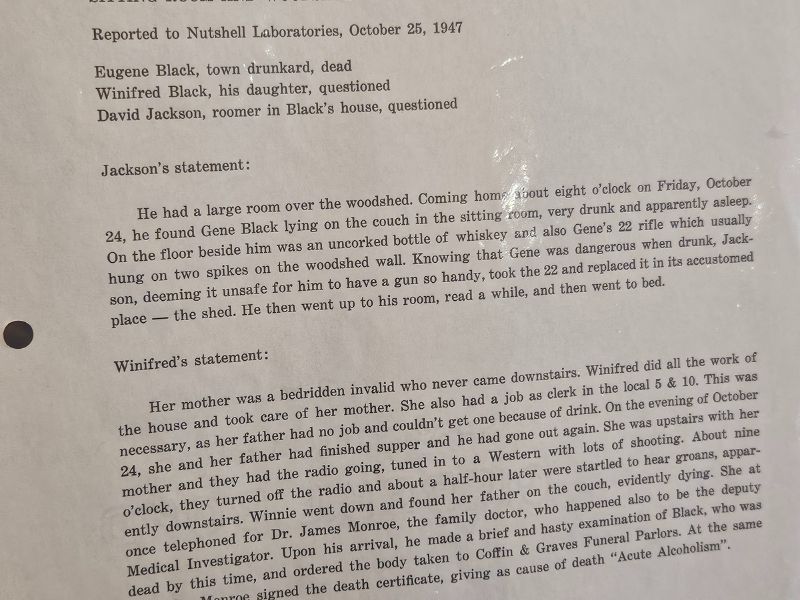 Reported to Nutshell Laboratories, October 25, 1947
Eugene Black, town drunkard, dead
Winifred Black, his daughter, questioned
David Jackson, roomer in Black's house, questioned
Jackson's statement:
He had a large room over the woodshed. Coming home about eight o'clock on Friday, October
24, he found Gene Black lying on the couch in the sitting room, very drunk and apparently asleep.
On the floor beside him was an uncorked bottle of whiskey and also Gene's 22 rifle which usually
hung on two spikes on the woodshed wall. Knowing that Gene was dangerous when drunk, Jack-
son, deeming it unsafe for him to have a gun so handy, took the 22 and replaced it in its accustomed
place — the shed. He then went up to his room, read a while, and then went to bed.
Winifred's statement:
Her mother was a bedridden invalid who never came downstairs. Winifred did all the work of
the house and took care of her mother. She also had a job as clerk in the local 5 & 10. This was
necessary, as her father had no job and couldn't get one because of drink. On the evening of October
24, she and her father had finished supper and he had gone out again. She was upstairs with her
mother and they had the radio going, tuned in to a Western with lots of shooting. About nine
o'clock, they turned off the radio and about a half-hour later were startled to hear groans, appar-
ently downstairs. Winnie went down and found her father on the couch, evidently dying. She at
once telephoned for Dr. James Monroe, the family doctor, who happened also to be the deputy
Medical Investigator. Upon his arrival, he made a brief and hasty examination of Black, who was
dead by this time, and ordered the body taken to Coffin & Graves Funeral Parlors. At the same
Monroe signed the death certificate, giving as cause of death "Acute Alcoholism".